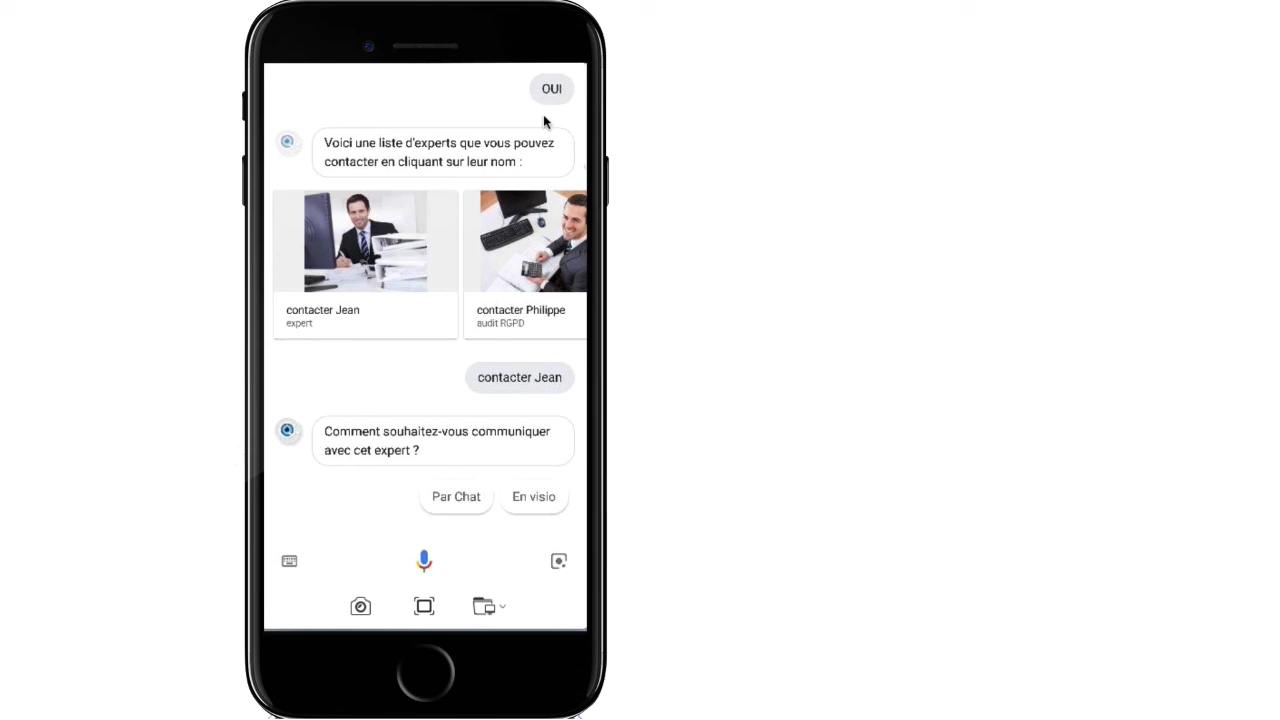 OUI
Voici une liste d'experts que vous pouvez
contacter en cliquant sur leur nom :
contacter Jean
expert
contacter Philippe
audit RGPD
contacter Jean
Comment souhaitez-vous communiquer
avec cet expert ?
Par Chat
En visio